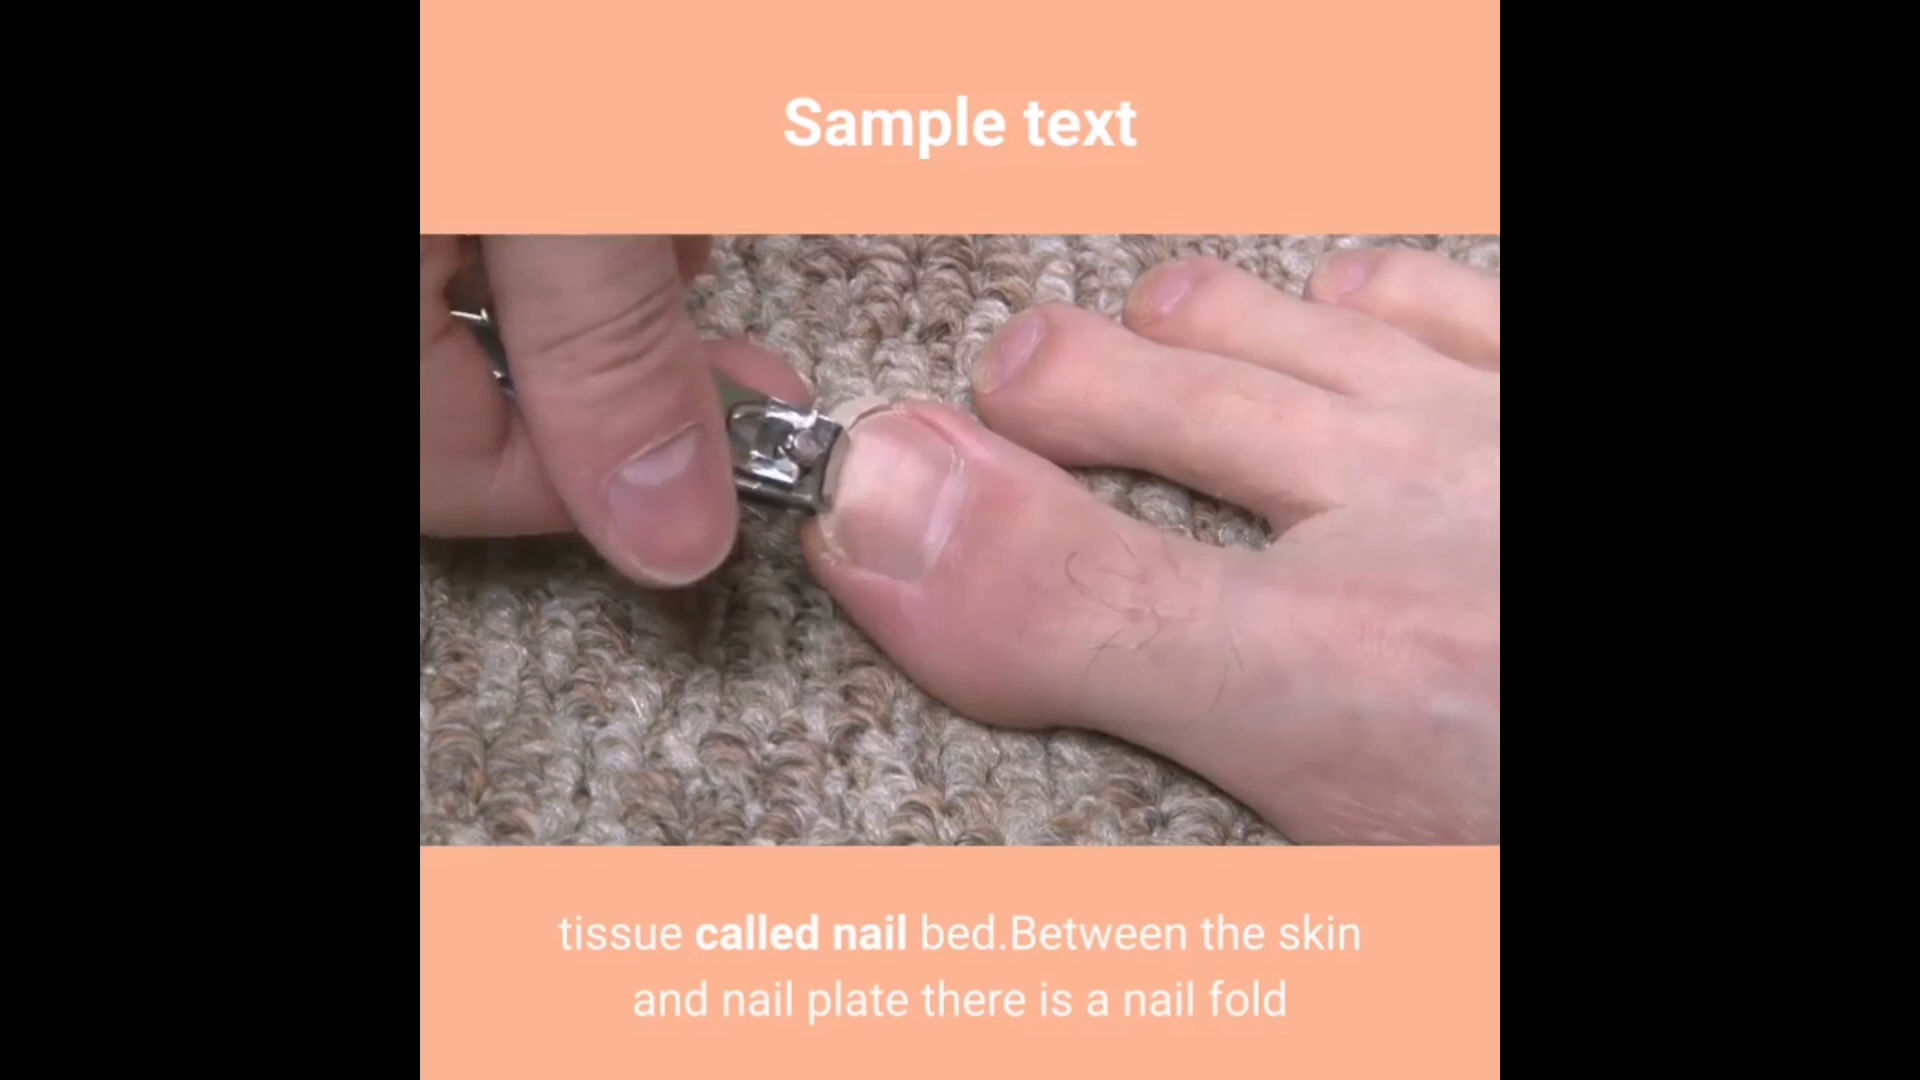 Sample text
tissue called nail bed.Between the skin
and nail plate there is a nail fold